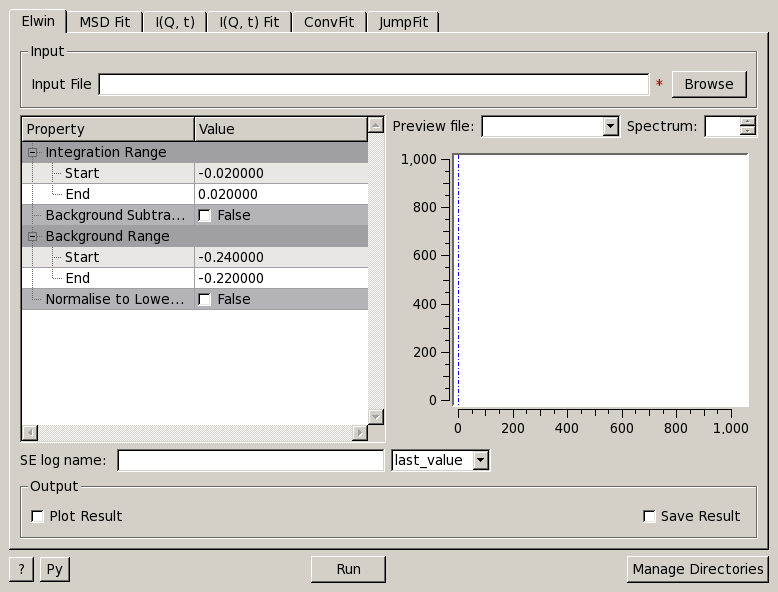 Elwin MSD Fit I(Q, t) I(Q, t) Fit ConvFit JumpFit
Input
Input File * Browse
Property Value
Integration Range
Start -0.020000
End 0.020000
Background Subtra... False
Background Range
Start -0.240000
End -0.220000
Normalise to Lowe... False
Preview file: Spectrum:
1,000
800
600
400
200
0
0 200 400 600 800 1,000
SE log name: last_value
Output
Plot Result Save Result
? Py Run Manage Directories